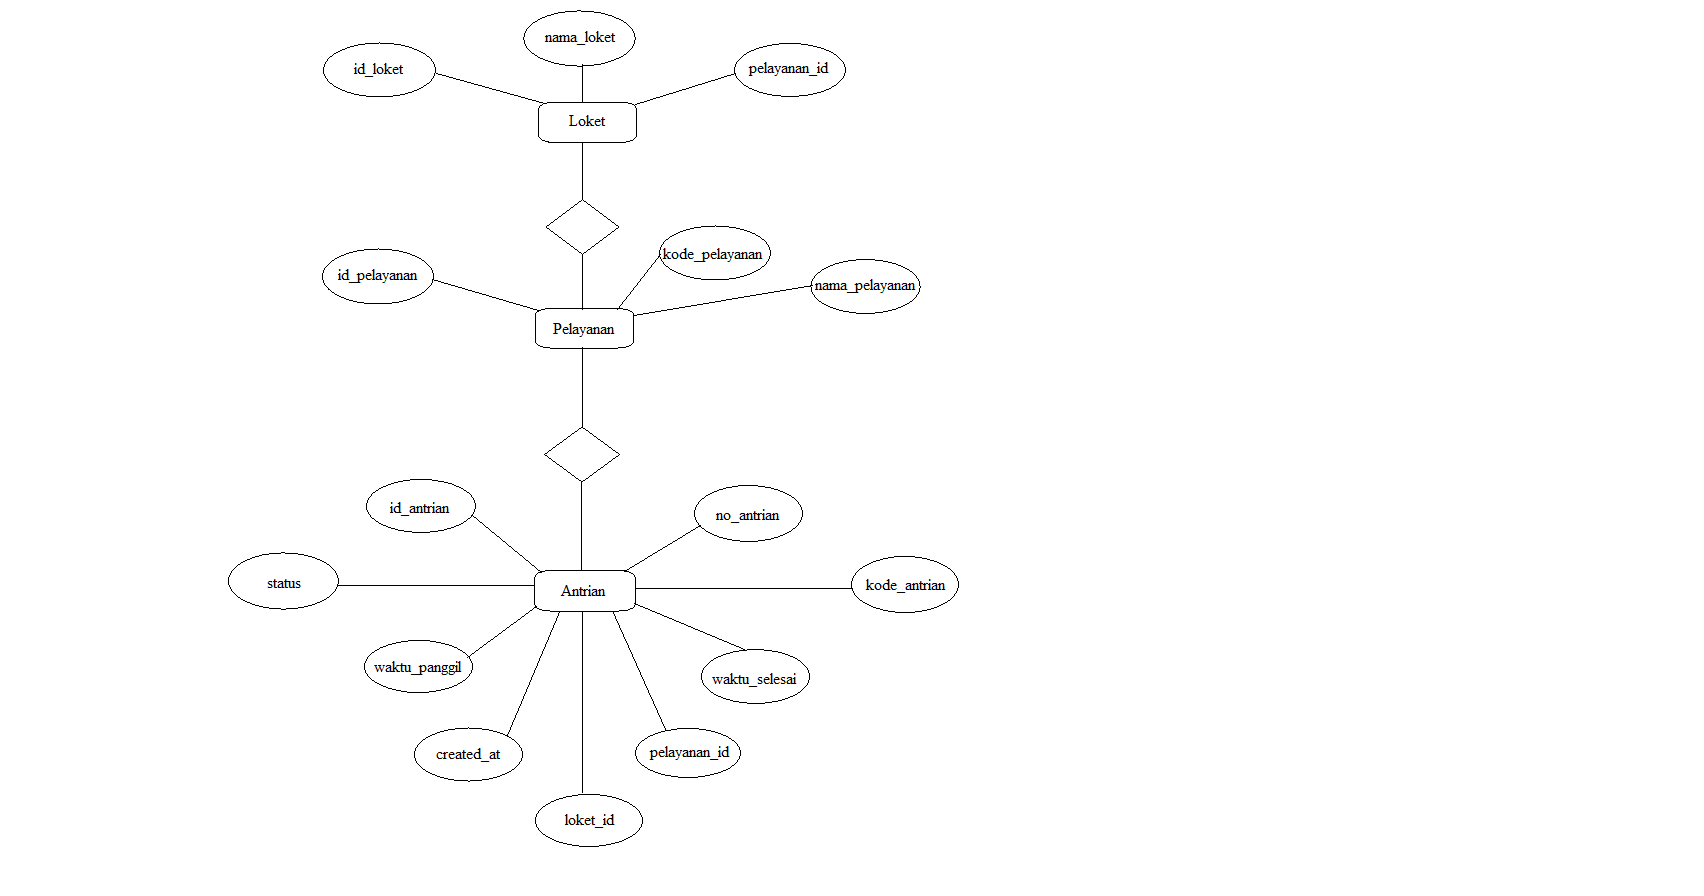 nama_loket
id_loket
pelayanan_id
Loket
kode_pelayanan
id_pelayanan
nama_pelayanan
Pelayanan
id_antrian
no_antrian
status
kode_antrian
Antrian
waktu_panggil
waktu_selesai
created_at
pelayanan_id
loket_id